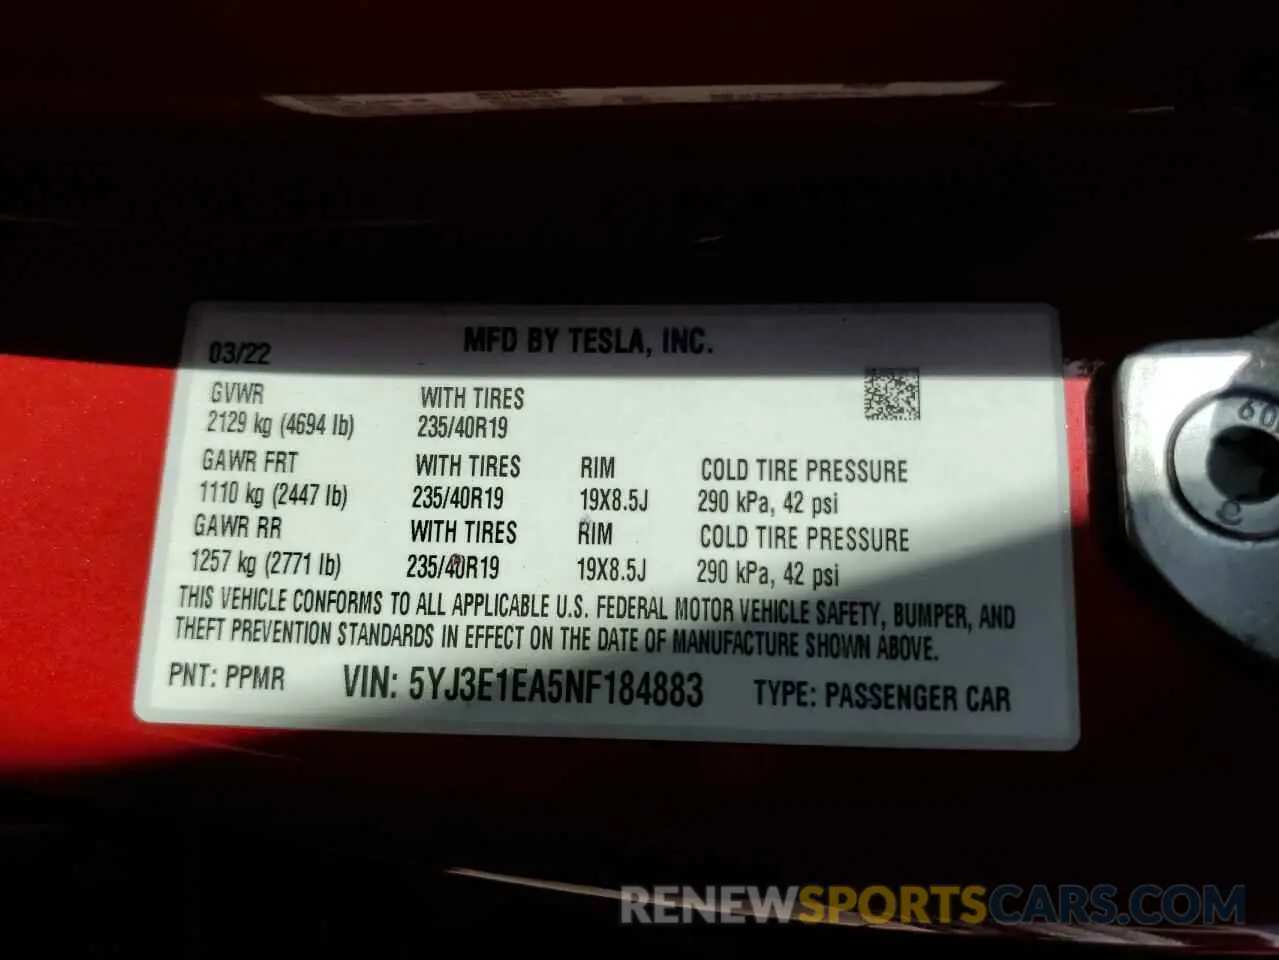 03/22 MFD BY TESLA, INC.
GVWR WITH TIRES
2129 kg (4694 lb) 235/40R19
GAWR FRT WITH TIRES RIM COLD TIRE PRESSURE
1110 kg (2447 lb) 235/40R19 19X8.5J 290 kPa, 42 psi
GAWR RR WITH TIRES RIM COLD TIRE PRESSURE
1257 kg (2771 lb) 235/40R19 19X8.5J 290 kPa, 42 psi
THIS VEHICLE CONFORMS TO ALL APPLICABLE U.S. FEDERAL MOTOR VEHICLE SAFETY, BUMPER, AND
THEFT PREVENTION STANDARDS IN EFFECT ON THE DATE OF MANUFACTURE SHOWN ABOVE.
PNT: PPMR VIN: 5YJ3E1EA5NF184883 TYPE: PASSENGER CAR
60
RENEWSPORTSCARS.COM